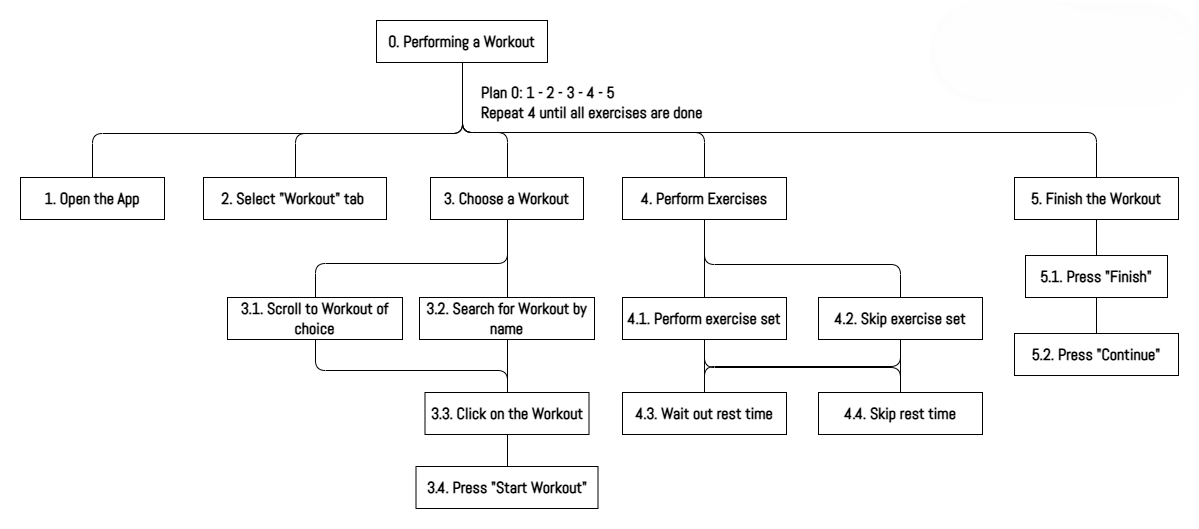 0. Performing a Workout
Plan 0: 1 - 2 - 3 - 4 - 5
Repeat 4 until all exercises are done
1. Open the App
2. Select "Workout" tab
3. Choose a Workout
4. Perform Exercises
5. Finish the Workout
5.1. Press "Finish"
3.1. Scroll to Workout of
choice
3.2. Search for Workout by
name
4.1. Perform exercise set
4.2. Skip exercise set
5.2. Press "Continue"
3.3. Click on the Workout
4.3. Wait out rest time
4.4. Skip rest time
3.4. Press "Start Workout"